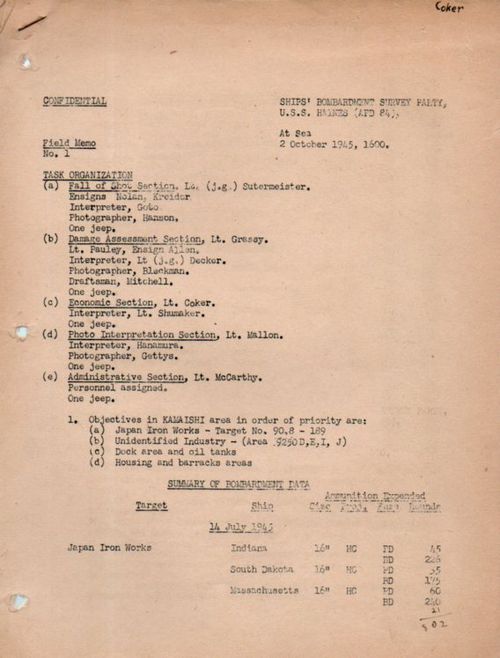 Coker
CONFIDENTIAL
SHIPS' BOMBARDMENT SURVEY PARTY,
U.S.S. HAINES (APD 84),
At Sea
2 October 1945, 1600.
Field Memo
No. 1
TASK ORGANIZATION
(a) Fall of Shot Section, Lt. (j.g.) Sutermeister.
Ensigns Nolan, Kreider
Interpreter, Goto
Photographer, Hanson.
One jeep.
(b) Damage Assessment Section, Lt. Grassy.
Lt. Pauley, Ensign Allen.
Interpreter, Lt (j.g.) Decker.
Photographer, Blackman.
Draftsman, Mitchell.
One jeep.
(c) Economic Section, Lt. Coker.
Interpreter, Lt. Shumaker.
One jeep.
(d) Photo Interpretation Section, Lt. Mallon.
Interpreter, Hanamura.
Photographer, Gettys.
One jeep.
(e) Administrative Section, Lt. McCarthy.
Personnel assigned.
One jeep.
1. Objectives in KAMAISHI area in order of priority are:
(a) Japan Iron Works - Target No. 90.8 - 189
(b) Unidentified Industry - (Area 9250D,E,I, J)
(c) Dock area and oil tanks
(d) Housing and barracks areas
SUMMARY OF BOMBARDMENT DATA
Ammunition Expended
Target Ship Rounds
14 July 1945
Japan Iron Works Indiana 16" HC PD 45
BD 226
South Dakota 16" HC PD 35
BD 175
Massachusetts 16" HC PD 60
BD 240